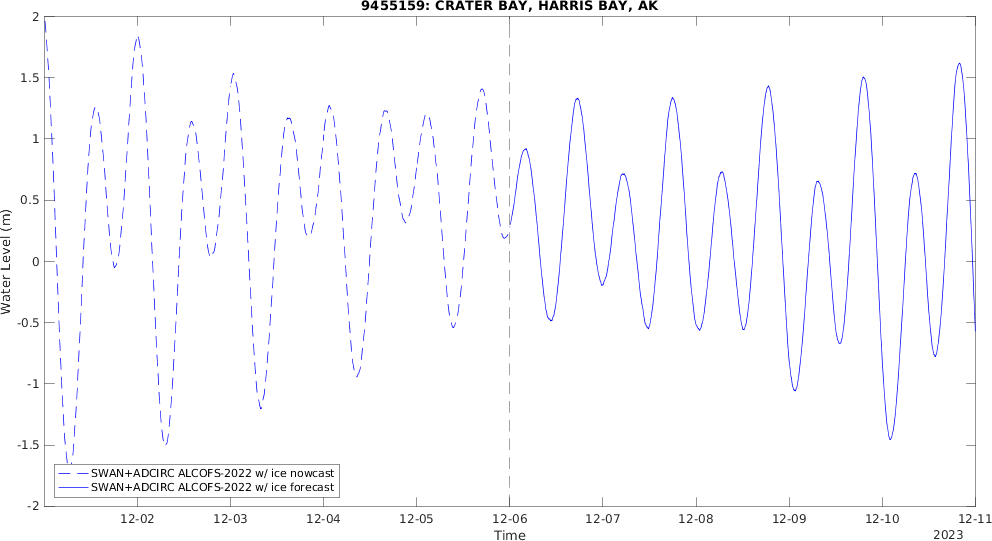 9455159: CRATER BAY, HARRIS BAY, AK
Water Level (m)
2
1.5
1
0.5
0
-0.5
-1
-1.5
-2
SWAN+ADCIRC ALCOFS-2022 w/ ice nowcast
SWAN+ADCIRC ALCOFS-2022 w/ ice forecast
12-02 12-03 12-04 12-05 12-06 12-07 12-08 12-09 12-10 12-11
Time
2023